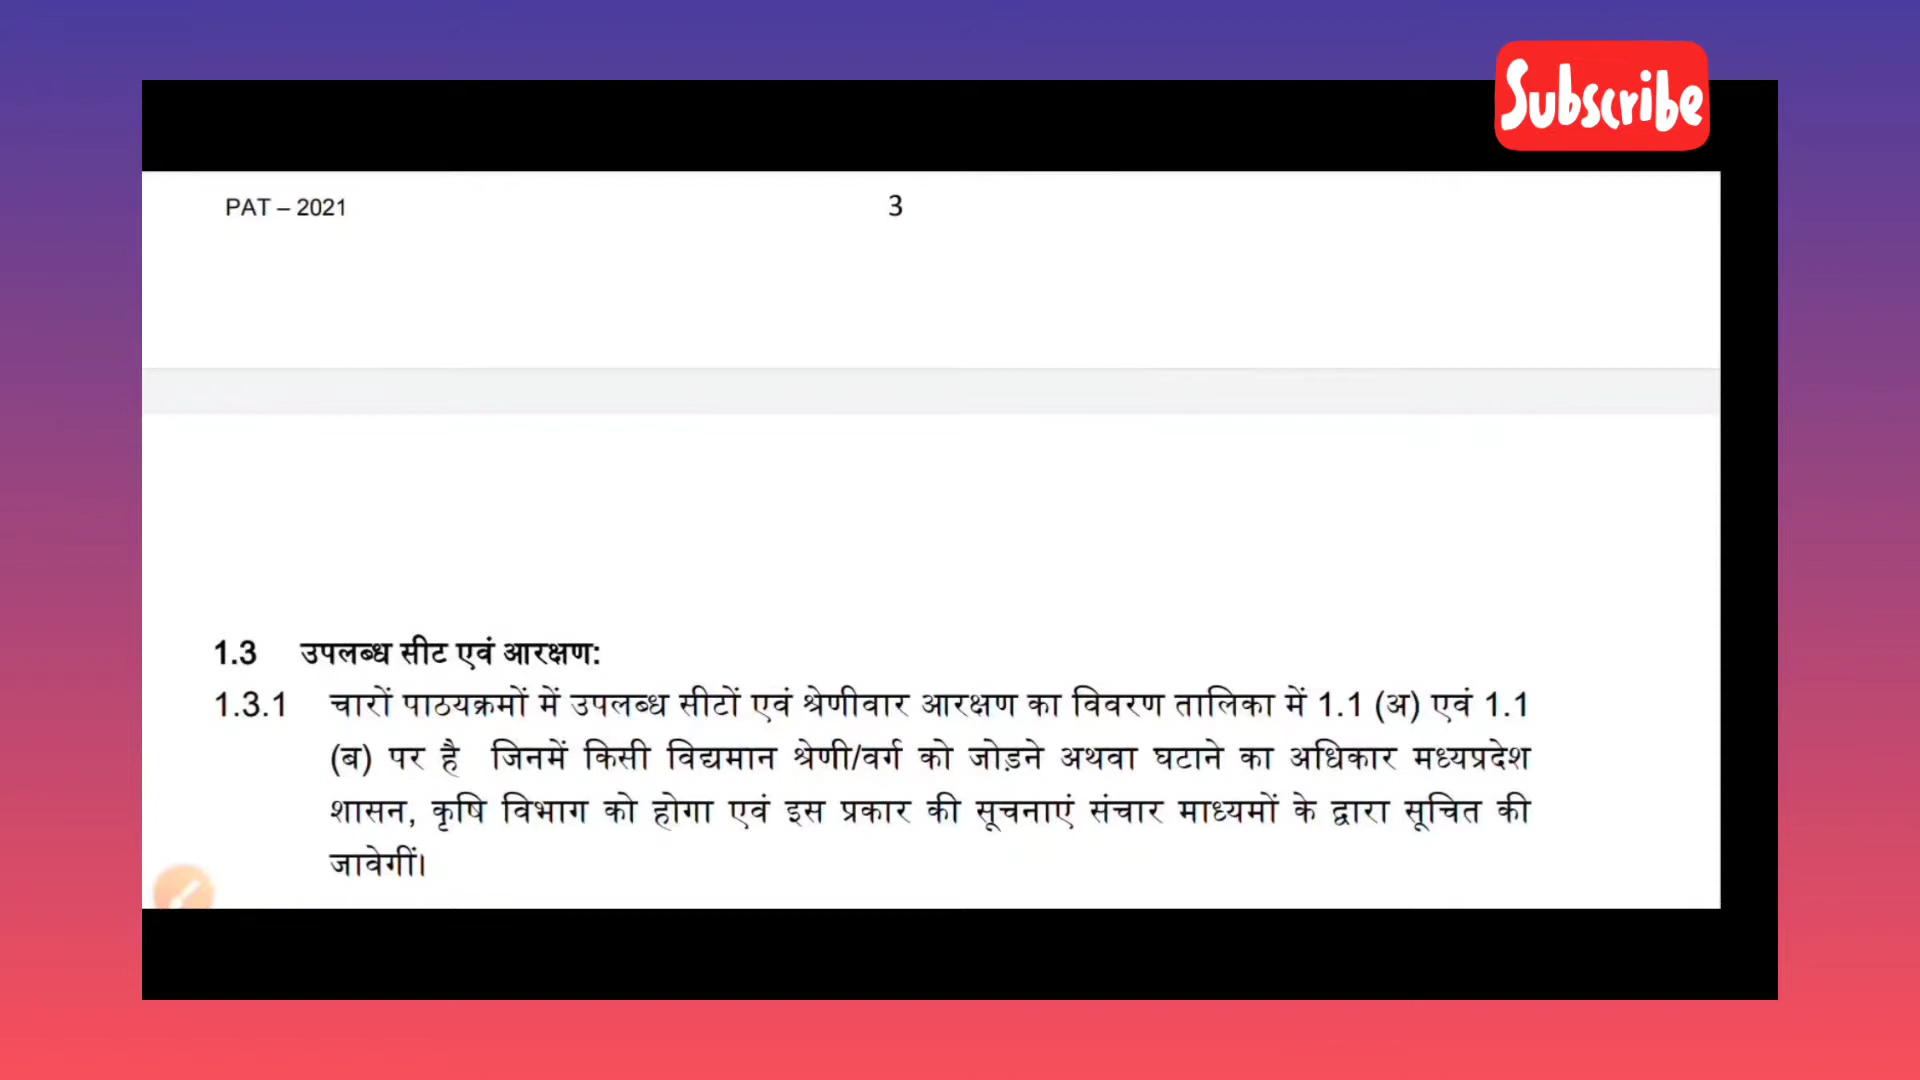 Subscribe
PAT – 2021
3
1.3 उपलब्ध सीट एवं आरक्षण:
1.3.1 चारों पाठयक्रमों में उपलब्ध सीटों एवं श्रेणीवार आरक्षण का विवरण तालिका में 1.1 (अ) एवं 1.1
(ब) पर है जिनमें किसी विद्यमान श्रेणी/वर्ग को जोड़ने अथवा घटाने का अधिकार मध्यप्रदेश
शासन, कृषि विभाग को होगा एवं इस प्रकार की सूचनाएं संचार माध्यमों के द्वारा सूचित की
जावेगीं।